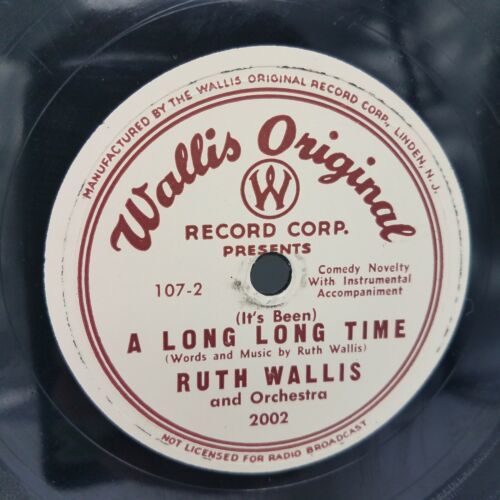 MANUFACTURED BY THE WALLIS ORIGINAL RECORD CORP., LINDEN, N.J.
Wallis Original
W
RECORD CORP.
PRESENTS
107-2
Comedy Novelty
With Instrumental
Accompaniment
(It's Been)
A LONG LONG TIME
(Words and Music by Ruth Wallis)
RUTH WALLIS
and Orchestra
2002
NOT LICENSED FOR RADIO BROADCAST